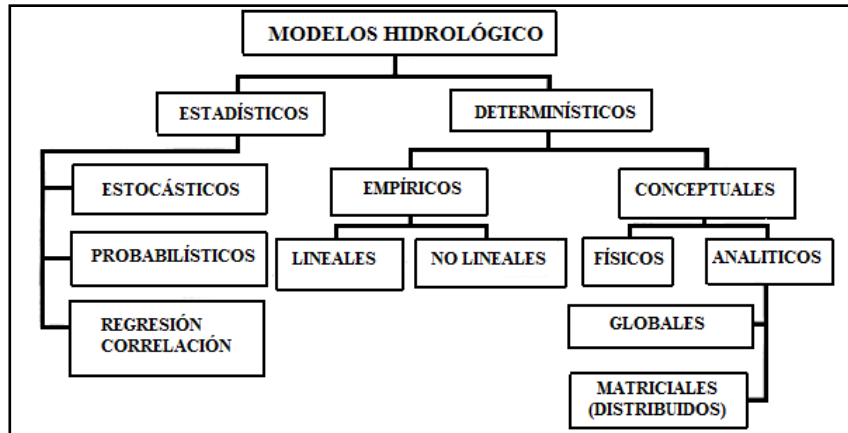 MODELOS HIDROLÓGICO
ESTADÍSTICOS
DETERMINÍSTICOS
ESTOCÁSTICOS
PROBABILÍSTICOS
REGRESIÓN
CORRELACIÓN
EMPÍRICOS
LINEALES
NO LINEALES
CONCEPTUALES
FÍSICOS
ANALITICOS
GLOBALES
MATRICIALES
(DISTRIBUIDOS)